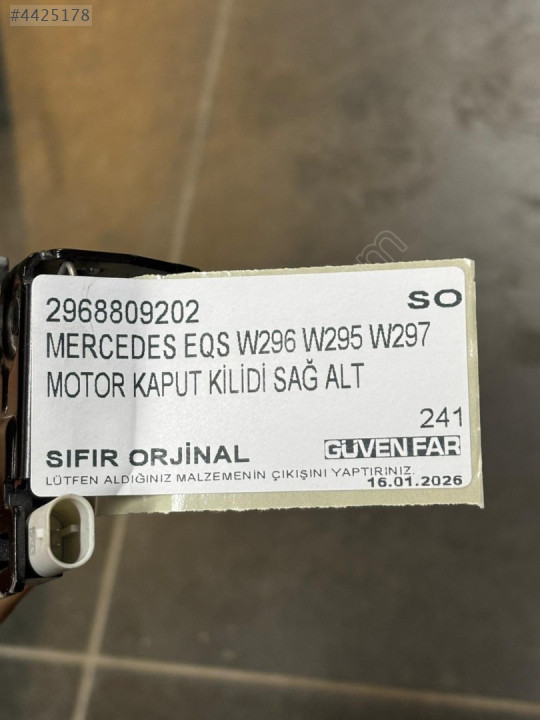 #4425178
2968809202 SO
MERCEDES EQS W296 W295 W297
MOTOR KAPUT KİLİDİ SAĞ ALT
241
SIFIR ORJİNAL GÜVEN FAR
LÜTFEN ALDIĞINIZ MALZEMENİN ÇIKIŞINI YAPTIRINIZ.
16.01.2026